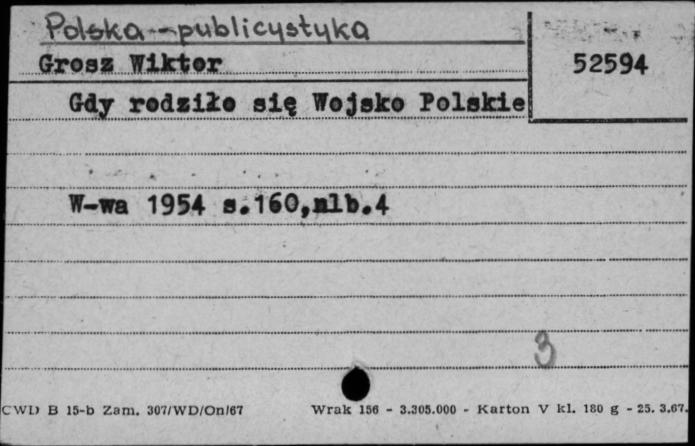 Polska - publicystyka
Grosz Wiktor
52594
Gdy rodziło się Wojsko Polskie
W-wa 1954 s.160,nlb.4
3
CWD B 15-b Zam. 307/WD/On/67 Wrak 156 - 3.305.000 - Karton V kl. 180 g - 25. 3.67.